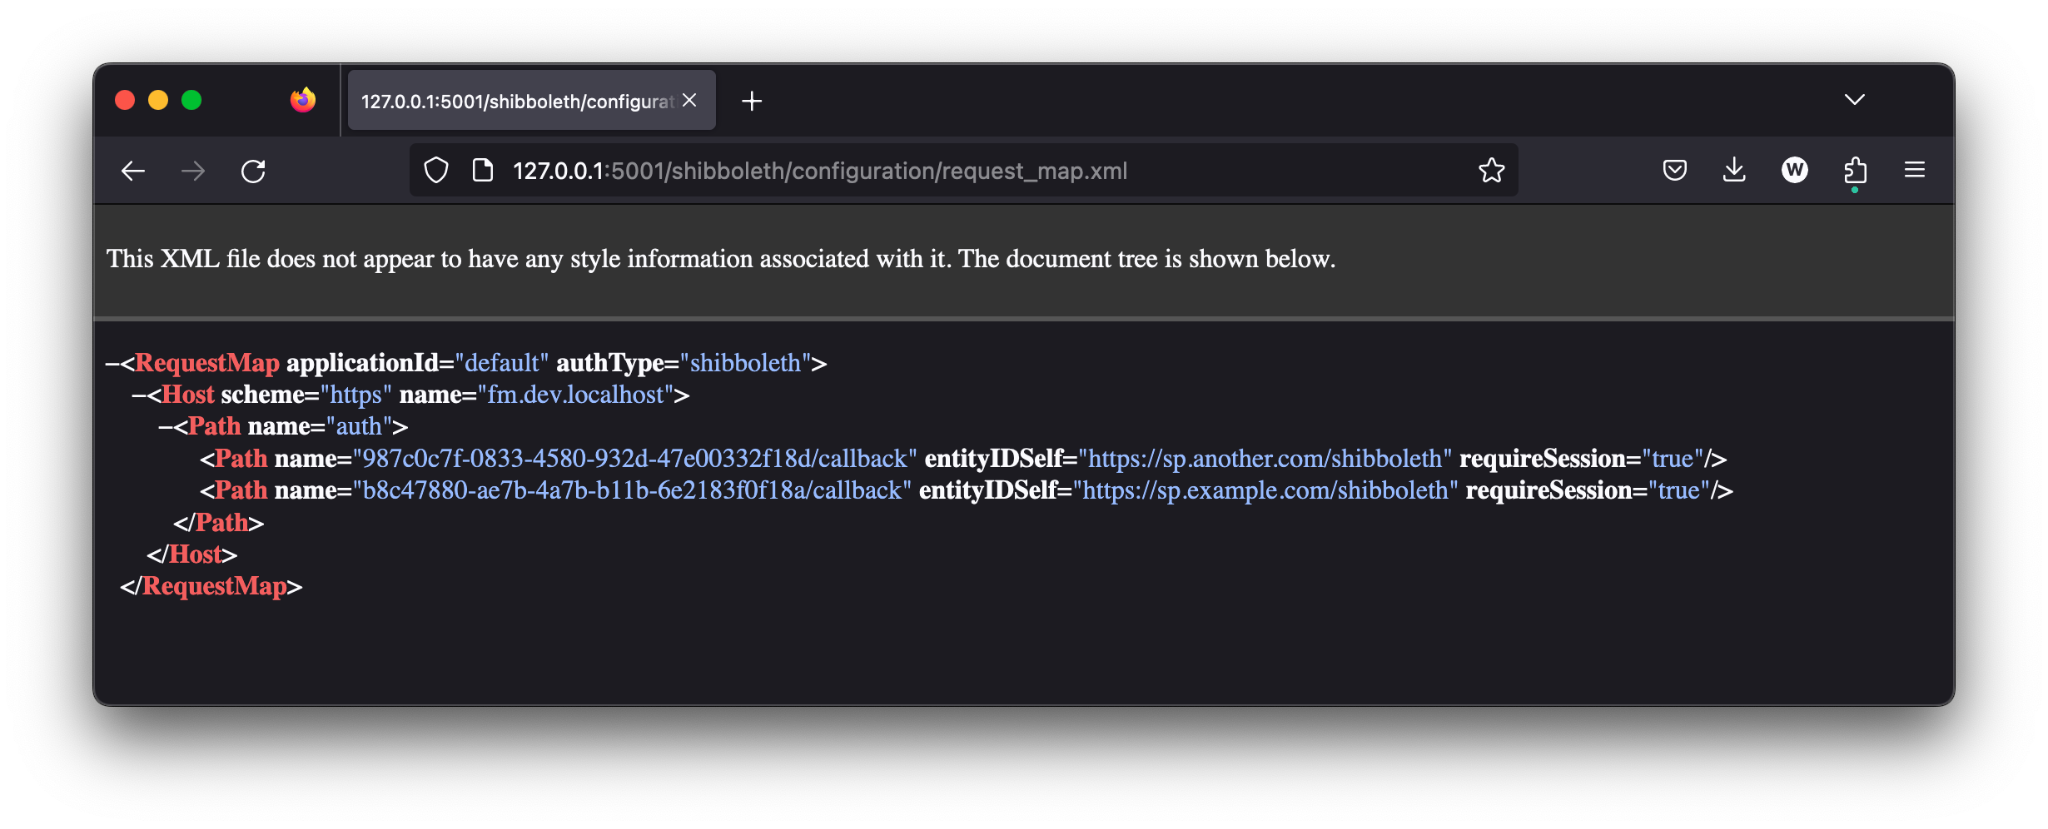 127.0.0.1:5001/shibboleth/configurat
127.0.0.1:5001/shibboleth/configuration/request_map.xml
W
This XML file does not appear to have any style information associated with it. The document tree is shown below.
–<RequestMap applicationId="default" authType="shibboleth">
–<Host scheme="https" name="fm.dev.localhost">
–<Path name="auth">
<Path name="987c0c7f-0833-4580-932d-47e00332f18d/callback" entityIDSelf="https://sp.another.com/shibboleth" requireSession="true"/>
<Path name="b8c47880-ae7b-4a7b-b11b-6e2183f0f18a/callback" entityIDSelf="https://sp.example.com/shibboleth" requireSession="true"/>
</Path>
</Host>
</RequestMap>